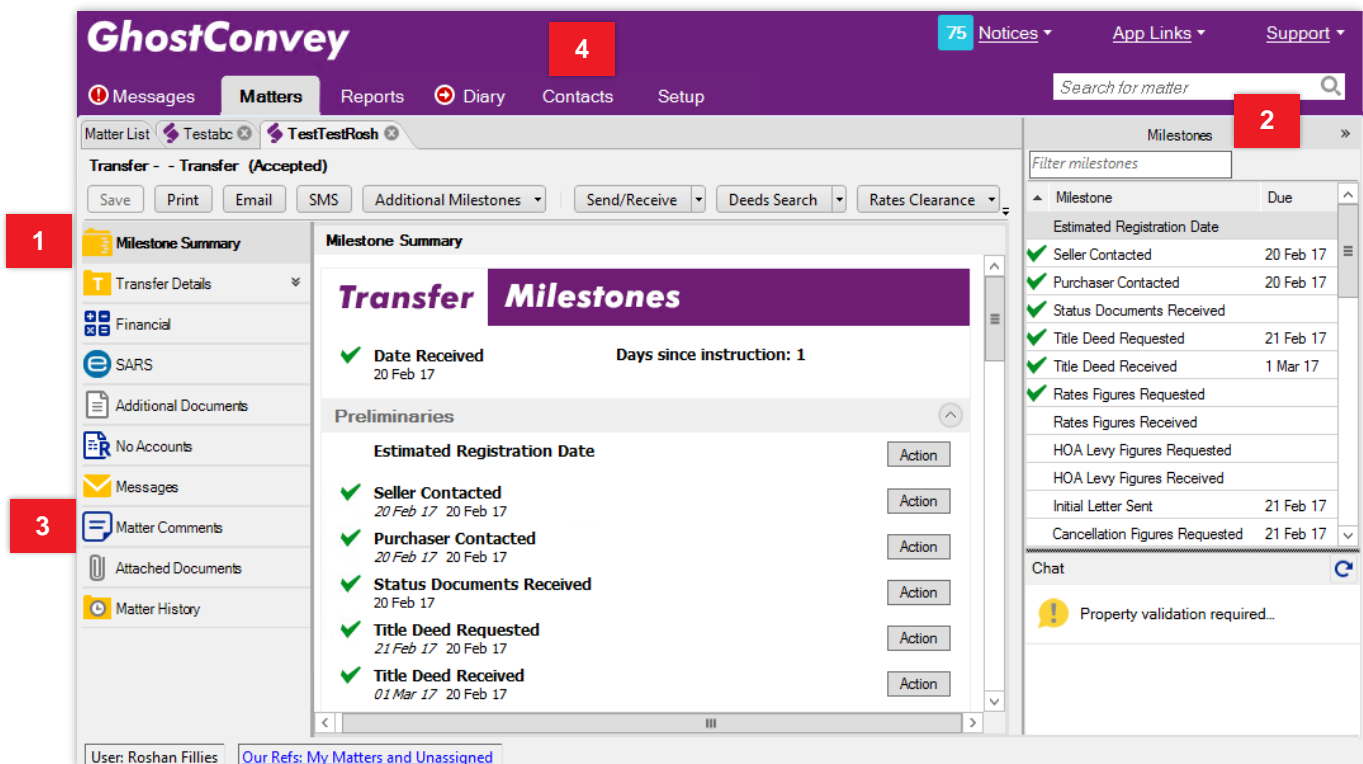 GhostConvey
4
75 Notices
App Links
Support
Messages
Matters
Reports
Diary
Contacts
Setup
Search for matter
2
Matter List
Testabc
TestTestRosh
Milestones
»
Transfer - - Transfer (Accepted)
Filter milestones
Save
Print
Email
SMS
Additional Milestones
Send/Receive
Deeds Search
Rates Clearance
1
Milestone Summary
T Transfer Details
Financial
e SARS
Additional Documents
R No Accounts
Messages
3
Matter Comments
Attached Documents
Matter History
Milestone Summary
Transfer Milestones
Date Received
20 Feb 17
Days since instruction: 1
Preliminaries
Estimated Registration Date
Action
Seller Contacted
20 Feb 17 20 Feb 17
Action
Purchaser Contacted
20 Feb 17 20 Feb 17
Action
Status Documents Received
20 Feb 17
Action
Title Deed Requested
21 Feb 17 20 Feb 17
Action
Title Deed Received
01 Mar 17 20 Feb 17
Action
Milestone Due
Estimated Registration Date
Seller Contacted 20 Feb 17
Purchaser Contacted 20 Feb 17
Status Documents Received
Title Deed Requested 21 Feb 17
Title Deed Received 1 Mar 17
Rates Figures Requested
Rates Figures Received
HOA Levy Figures Requested
HOA Levy Figures Received
Initial Letter Sent 21 Feb 17
Cancellation Figures Requested 21 Feb 17
Chat
Property validation required...
User: Roshan Fillies
Our Refs: My Matters and Unassigned